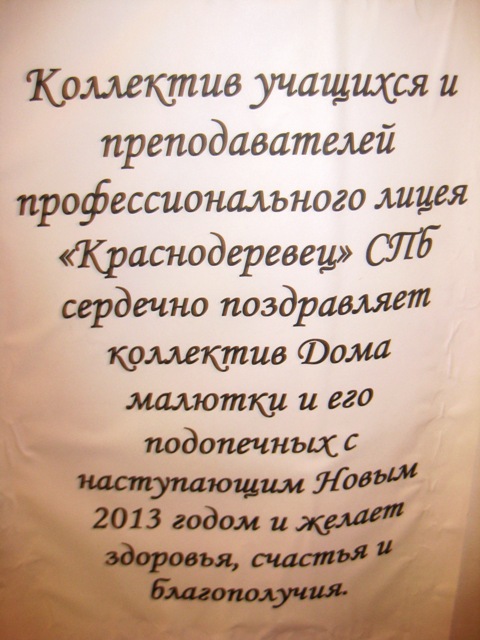 Коллектив учащихся и
преподавателей
профессионального лицея
«Краснодеревец» СПб
сердечно поздравляет
коллектив Дома
малютки и его
подопечных с
наступающим Новым
2013 годом и желает
здоровья, счастья и
благополучия.